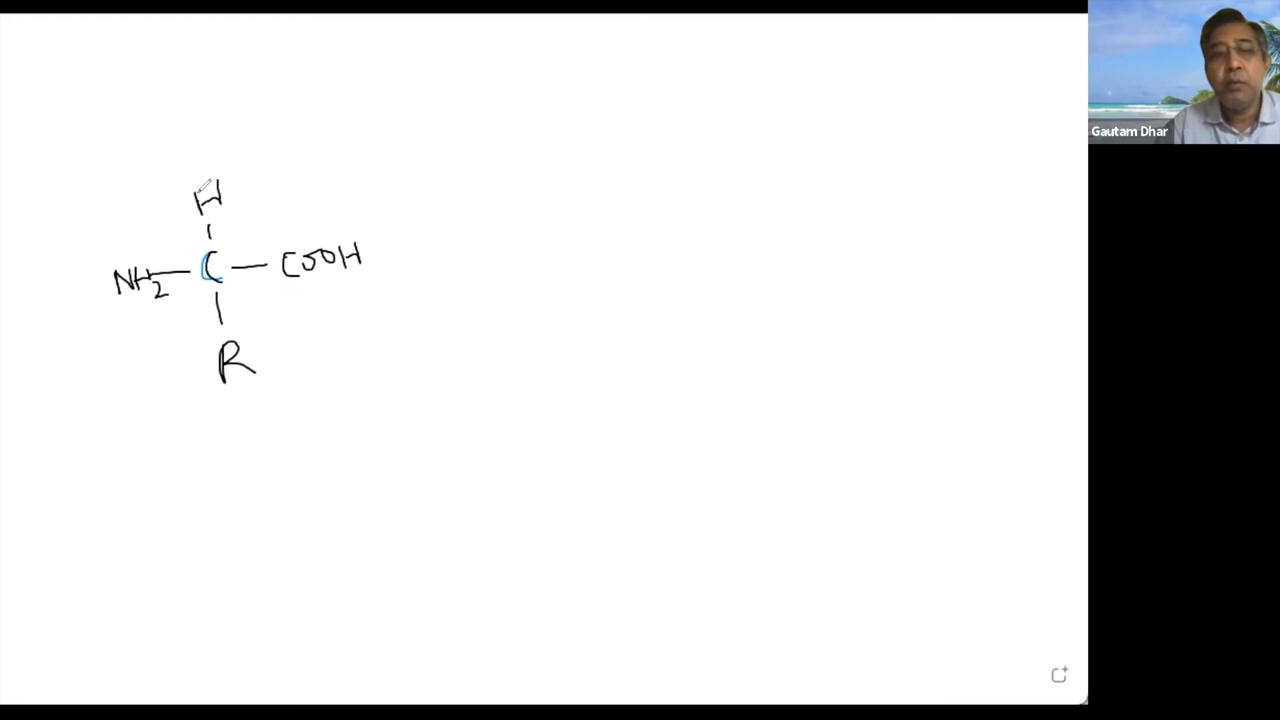 H
NH2 — C — COOH
R
Gautam Dhar